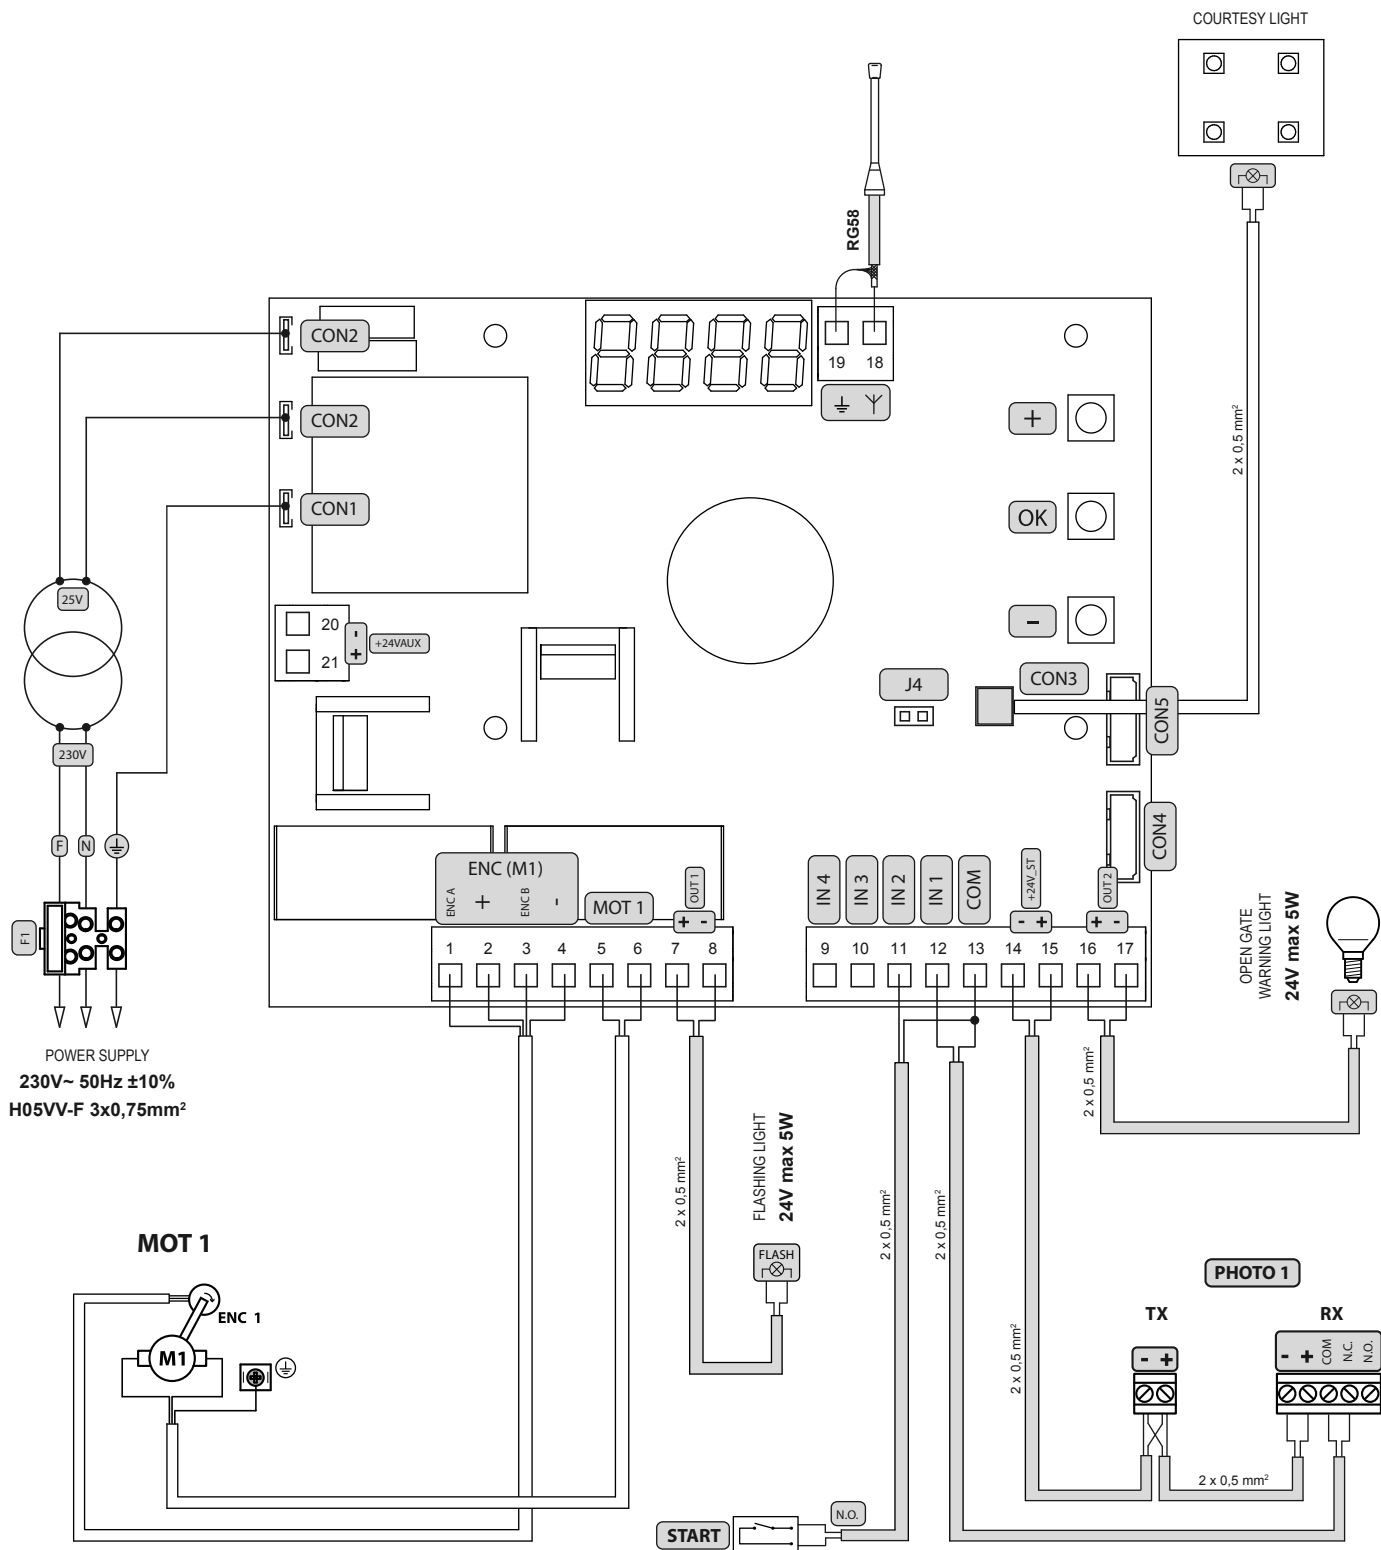 COURTESY LIGHT
RG58
2 x 0,5 mm²
CON2
19 18
CON2
+
CON1
OK
25V
-
20
-
+24VAUX
21
+
CON3
J4
CON5
230V
CON4
F N
ENC (M1)
ENC A + ENC B -
MOT 1
OUT 1
+ -
IN 4
IN 3
IN 2
IN 1
COM
+24V_ST
- +
OUT 2
+ -
F1
1 2 3 4 5 6 7 8
9 10 11 12 13 14 15 16 17
OPEN GATE
WARNING LIGHT
24V max 5W
POWER SUPPLY
230V~ 50Hz ±10%
H05VV-F 3x0,75mm²
2 x 0,5 mm²
FLASHING LIGHT
24V max 5W
2 x 0,5 mm²
2 x 0,5 mm²
2 x 0,5 mm²
MOT 1
FLASH
PHOTO 1
ENC 1
TX RX
M1
2 x 0,5 mm²
- +
- + COM N.C. N.O.
2 x 0,5 mm²
N.O.
START